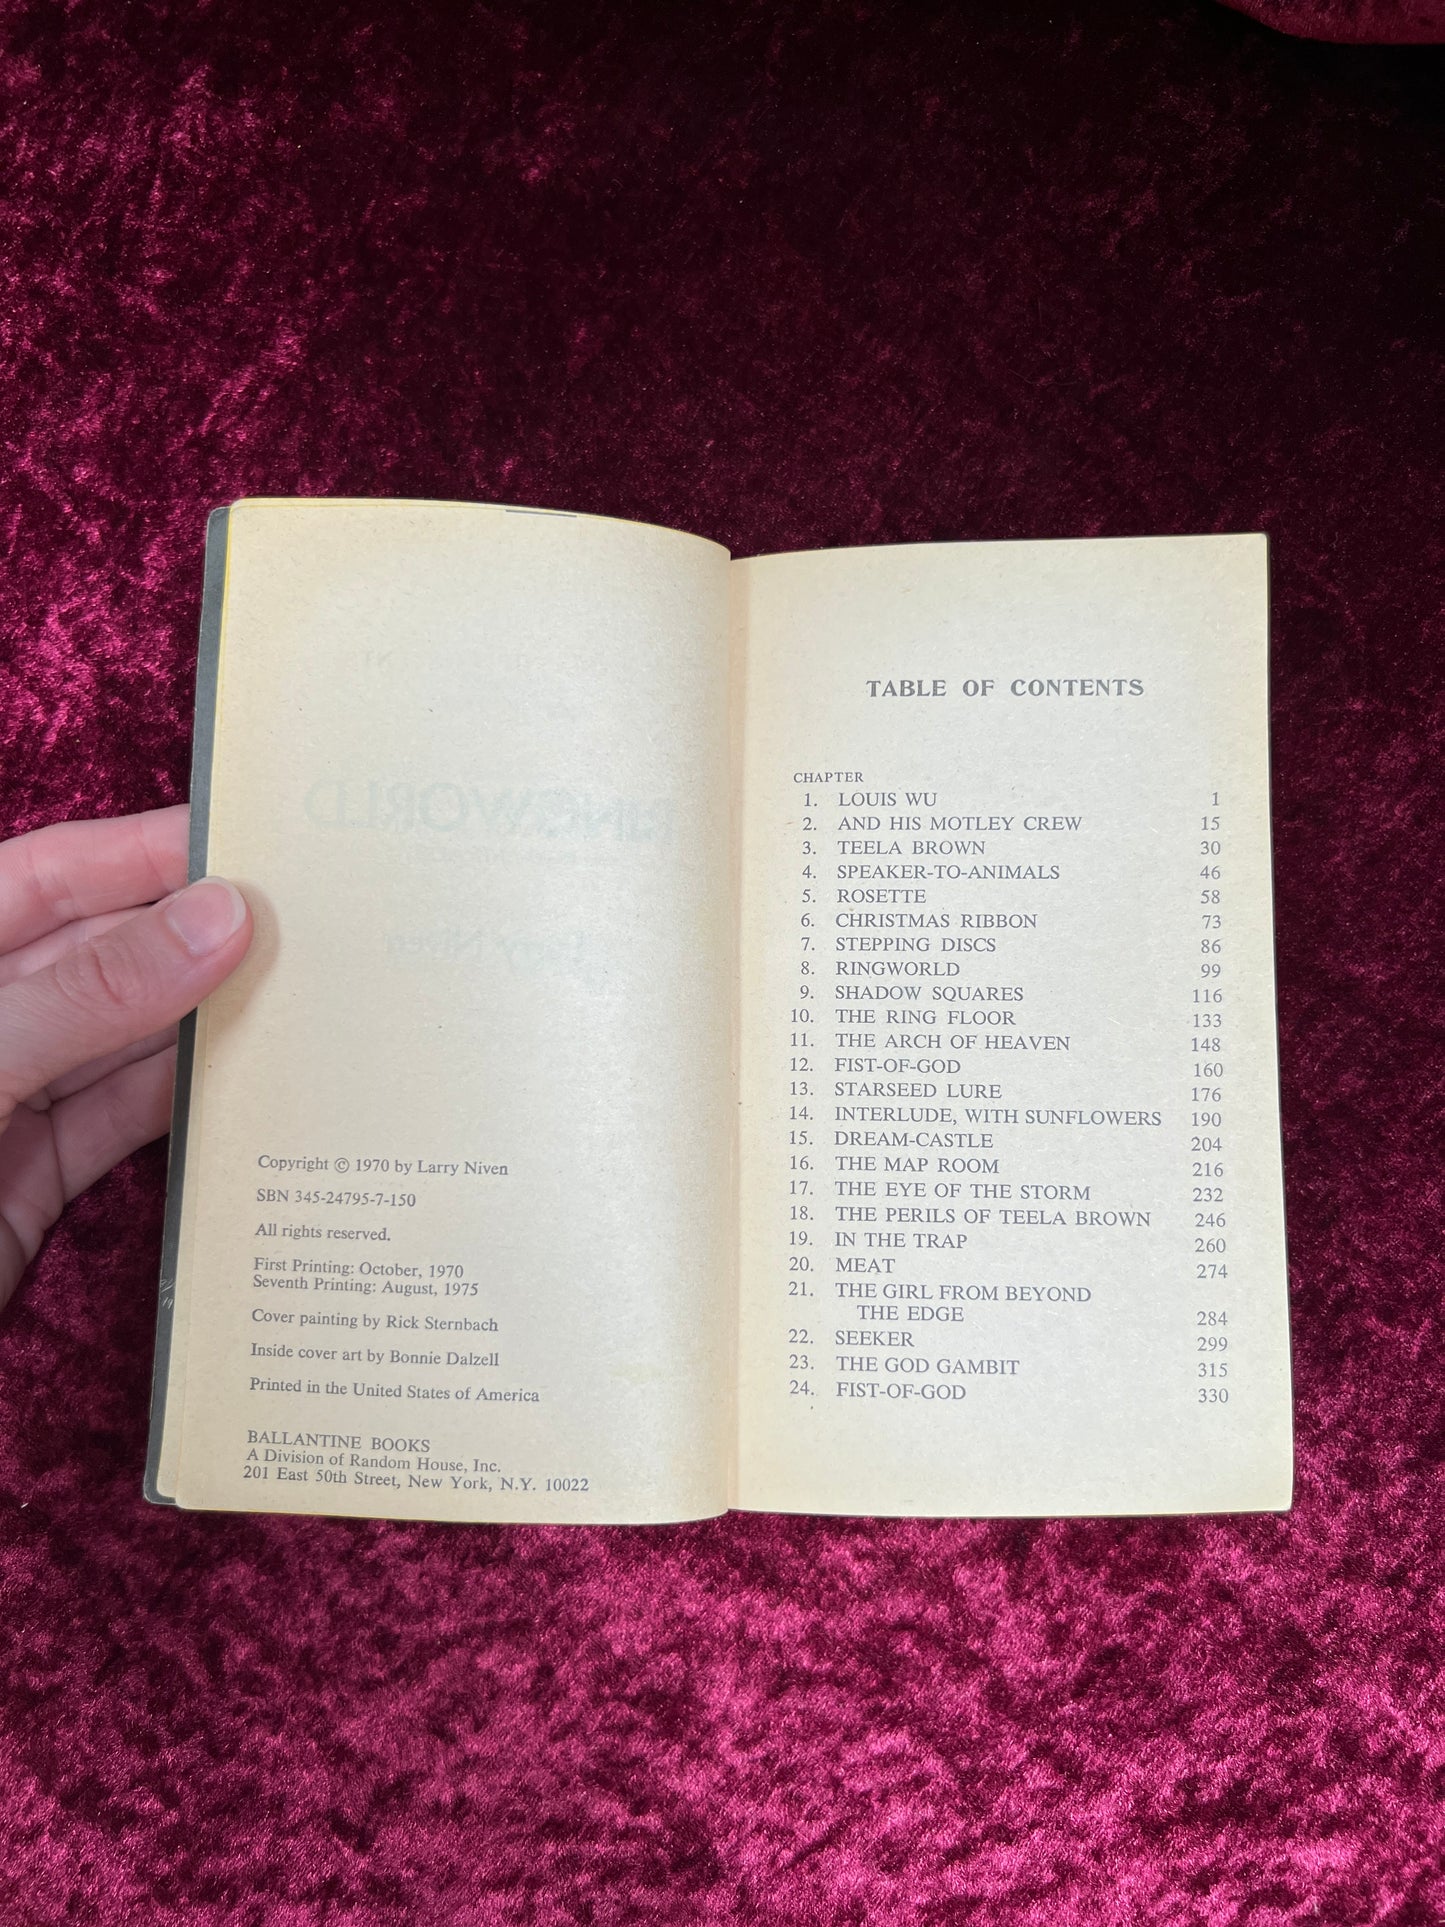 Copyright © 1970 by Larry Niven
SBN 345-24795-7-150
All rights reserved.
First Printing: October, 1970
Seventh Printing: August, 1975
Cover painting by Rick Sternbach
Inside cover art by Bonnie Dalzell
Printed in the United States of America
BALLANTINE BOOKS
A Division of Random House, Inc.
201 East 50th Street, New York, N.Y. 10022
TABLE OF CONTENTS
CHAPTER
1. LOUIS WU 1
2. AND HIS MOTLEY CREW 15
3. TEELA BROWN 30
4. SPEAKER-TO-ANIMALS 46
5. ROSETTE 58
6. CHRISTMAS RIBBON 73
7. STEPPING DISCS 86
8. RINGWORLD 99
9. SHADOW SQUARES 116
10. THE RING FLOOR 133
11. THE ARCH OF HEAVEN 148
12. FIST-OF-GOD 160
13. STARSEED LURE 176
14. INTERLUDE, WITH SUNFLOWERS 190
15. DREAM-CASTLE 204
16. THE MAP ROOM 216
17. THE EYE OF THE STORM 232
18. THE PERILS OF TEELA BROWN 246
19. IN THE TRAP 260
20. MEAT 274
21. THE GIRL FROM BEYOND
THE EDGE 284
22. SEEKER 299
23. THE GOD GAMBIT 315
24. FIST-OF-GOD 330